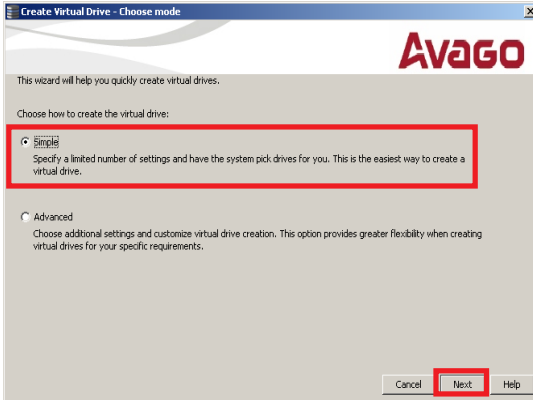 Create Virtual Drive - Choose mode
Avago
This wizard will help you quickly create virtual drives.
Choose how to create the virtual drive:
Simple
Specify a limited number of settings and have the system pick drives for you. This is the easiest way to create a
virtual drive.
Advanced
Choose additional settings and customize virtual drive creation. This option provides greater flexibility when creating
virtual drives for your specific requirements.
Cancel Next Help